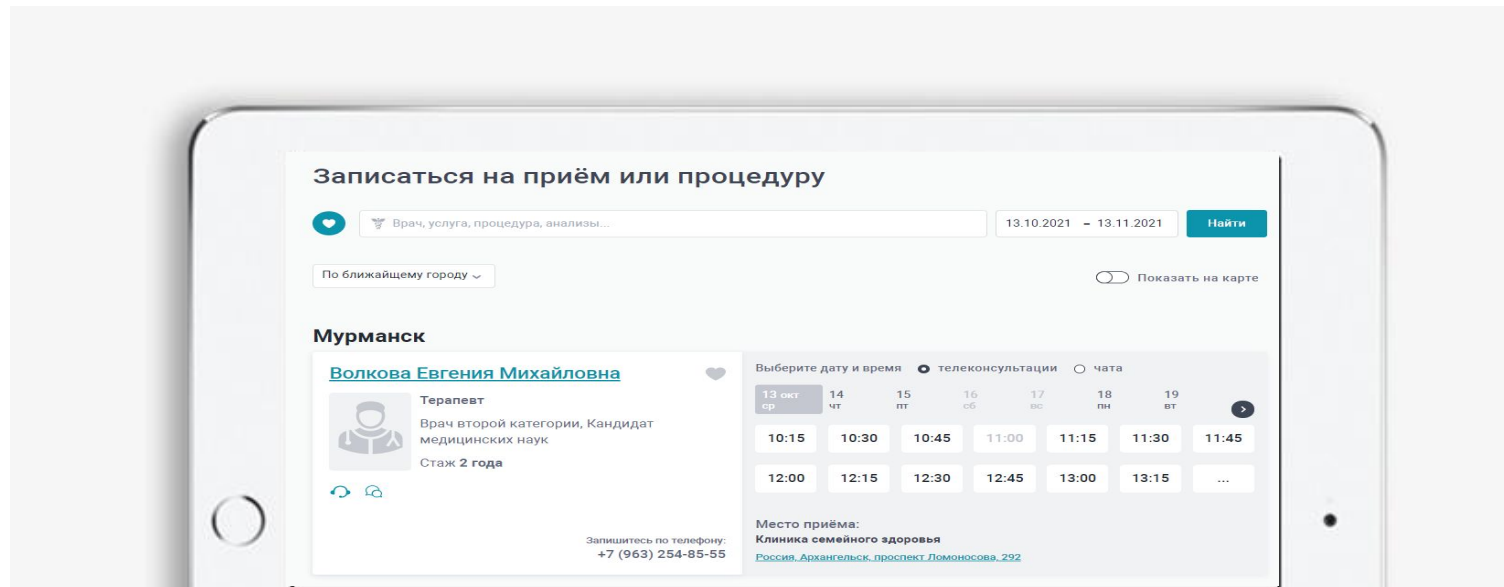 Записаться на приём или процедуру
Врач, услуга, процедура, анализы...
13.10.2021 – 13.11.2021
Найти
По ближайщему городу
Показать на карте
Мурманск
Волкова Евгения Михайловна
Терапевт
Врач второй категории, Кандидат
медицинских наук
Стаж 2 года
Запишитесь по телефону:
+7 (963) 254-85-55
Выберите дату и время телеконсультации чата
13 окт 14 15 16 17 18 19
ср чт пт сб вс пн вт
10:15 10:30 10:45 11:00 11:15 11:30 11:45
12:00 12:15 12:30 12:45 13:00 13:15 ...
Место приёма:
Клиника семейного здоровья
Россия, Архангельск, проспект Ломоносова, 292